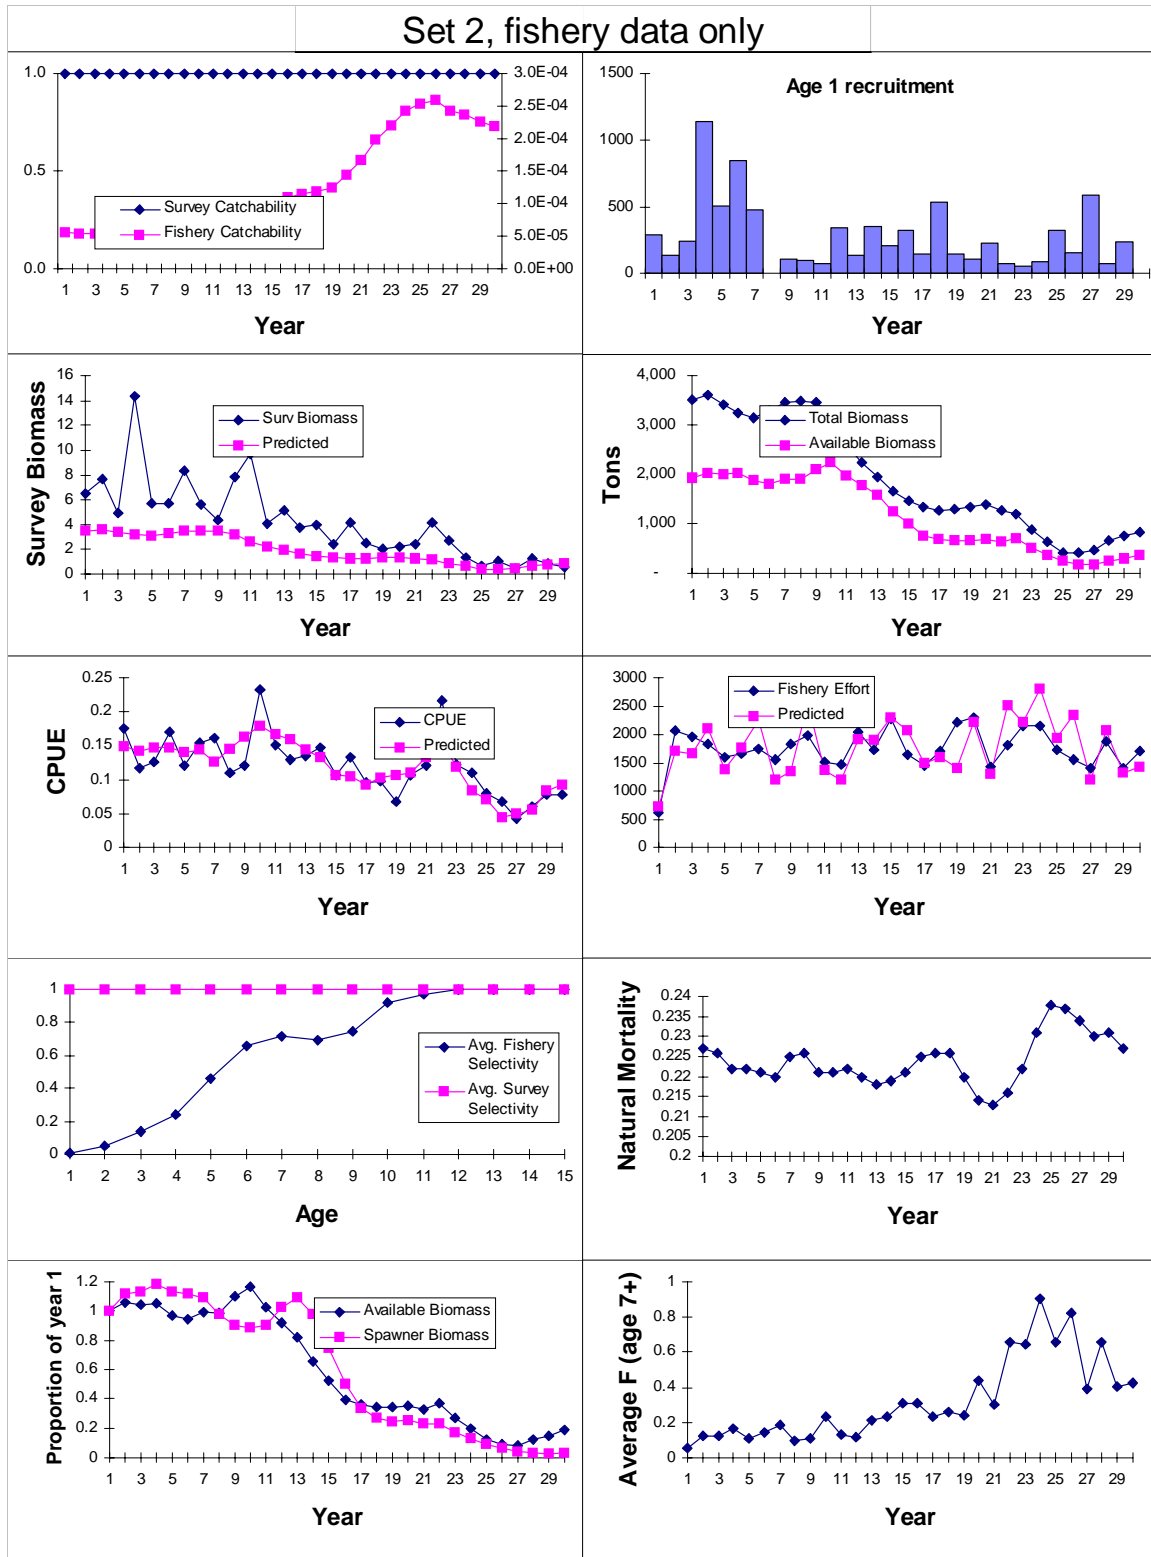 Set 2, fishery data only
1.0
0.5
0.0
3.0E-04
2.5E-04
2.0E-04
1.5E-04
1.0E-04
5.0E-05
0.0E+00
Survey Catchability
Fishery Catchability
1 3 5 7 9 11 13 15 17 19 21 23 25 27 29
Year
Age 1 recruitment
1500
1000
500
0
1 3 5 7 9 11 13 15 17 19 21 23 25 27 29
Year
Survey Biomass
16
14
12
10
8
6
4
2
0
Surv Biomass
Predicted
1 3 5 7 9 11 13 15 17 19 21 23 25 27 29
Year
Tons
4,000
3,000
2,000
1,000
-
Total Biomass
Available Biomass
1 3 5 7 9 11 13 15 17 19 21 23 25 27 29
Year
CPUE
0.25
0.2
0.15
0.1
0.05
0
CPUE
Predicted
1 3 5 7 9 11 13 15 17 19 21 23 25 27 29
Year
3000
2500
2000
1500
1000
500
0
Fishery Effort
Predicted
1 3 5 7 9 11 13 15 17 19 21 23 25 27 29
Year
1
0.8
0.6
0.4
0.2
0
Avg. Fishery
Selectivity
Avg. Survey
Selectivity
1 2 3 4 5 6 7 8 9 10 11 12 13 14 15
Age
Natural Mortality
0.24
0.235
0.23
0.225
0.22
0.215
0.21
0.205
0.2
1 3 5 7 9 11 13 15 17 19 21 23 25 27 29
Year
Proportion of year 1
1.2
1
0.8
0.6
0.4
0.2
0
Available Biomass
Spawner Biomass
1 3 5 7 9 11 13 15 17 19 21 23 25 27 29
Year
Average F (age 7+)
1
0.8
0.6
0.4
0.2
0
1 3 5 7 9 11 13 15 17 19 21 23 25 27 29
Year